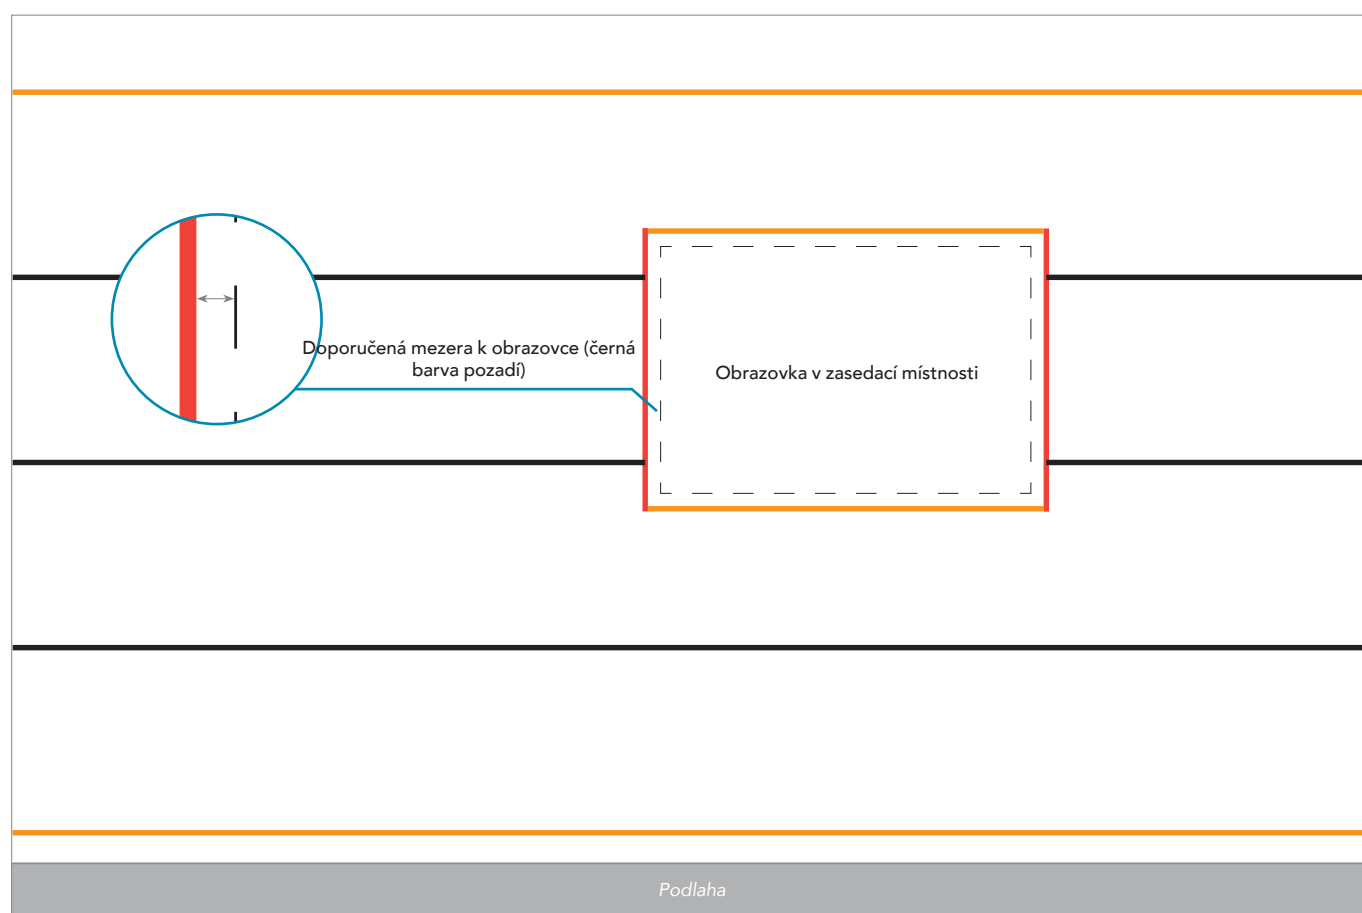 Doporučená mezera k obrazovce (černá
barva pozadí)
Obrazovka v zasedací místnosti
Podlaha